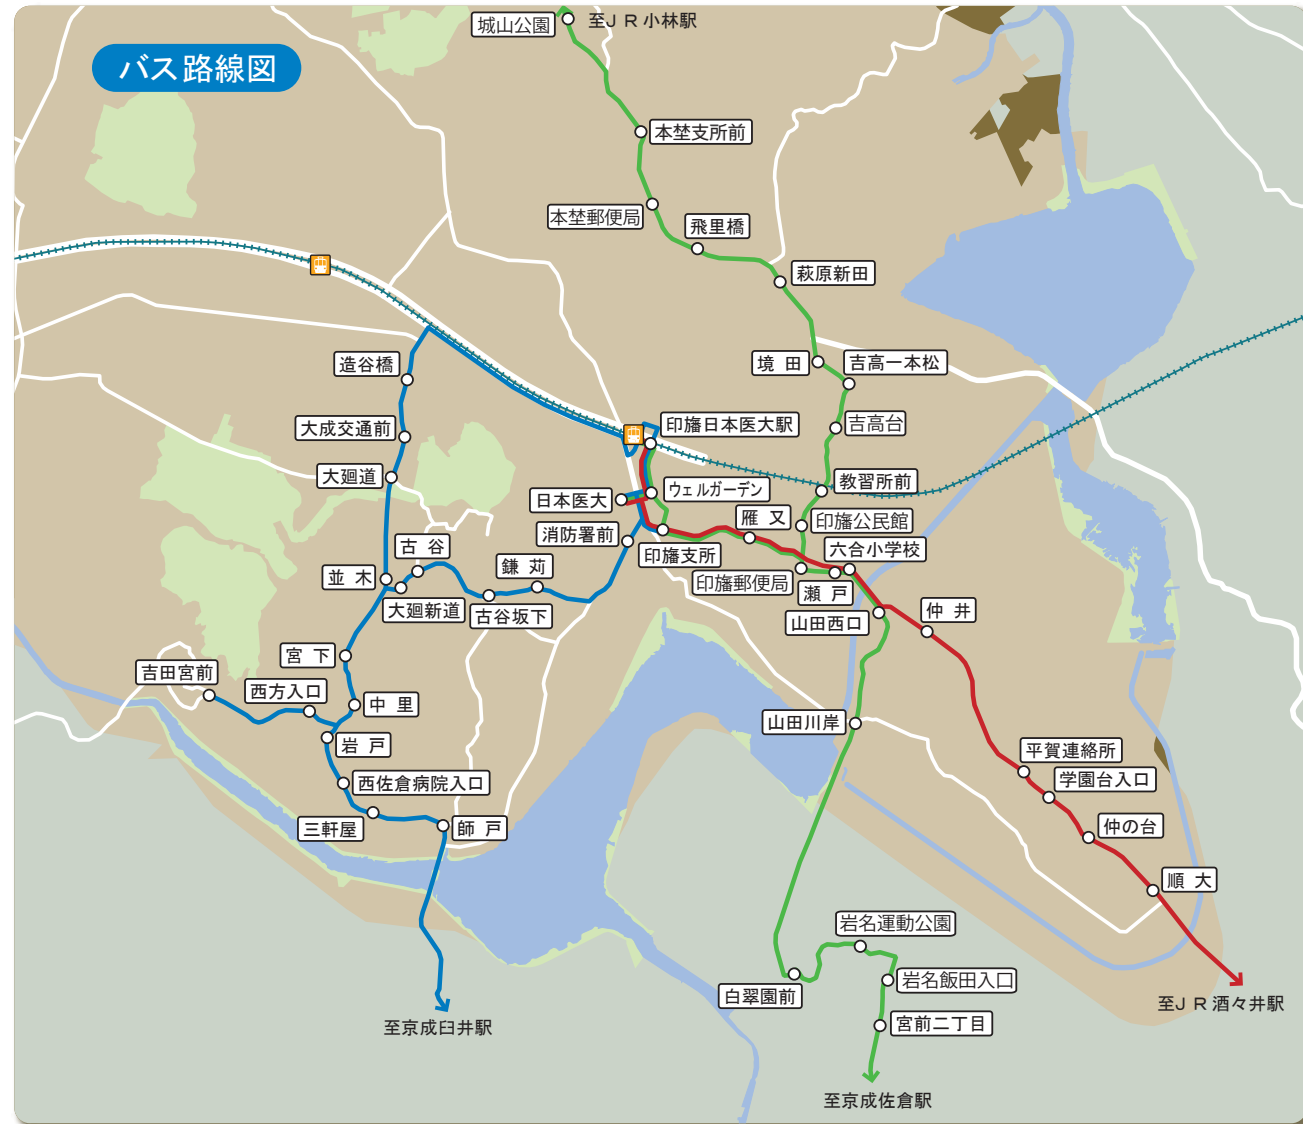 城山公園
至JR小林駅
バス路線図
本埜支所前
本埜郵便局
飛里橋
萩原新田
境 田
吉高一本松
造谷橋
吉高台
大成交通前
印旛日本医大駅
大廻道
教習所前
ウェルガーデン
日本医大
雁 又
印旛公民館
消防署前
印旛支所
六合小学校
古 谷
鎌 苅
並 木
印旛郵便局
瀬 戸
大廻新道
古谷坂下
山田西口
仲 井
宮 下
吉田宮前
西方入口
中 里
山田川岸
岩 戸
平賀連絡所
西佐倉病院入口
学園台入口
三軒屋
師 戸
仲の台
順 大
岩名運動公園
岩名飯田入口
白翠園前
至JR酒々井駅
宮前二丁目
至京成臼井駅
至京成佐倉駅